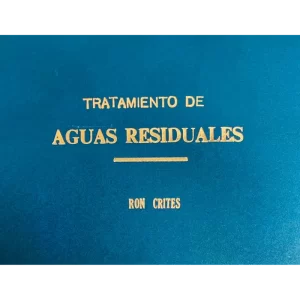 TRATAMIENTO DE
AGUAS RESIDUALES
RON CRITES